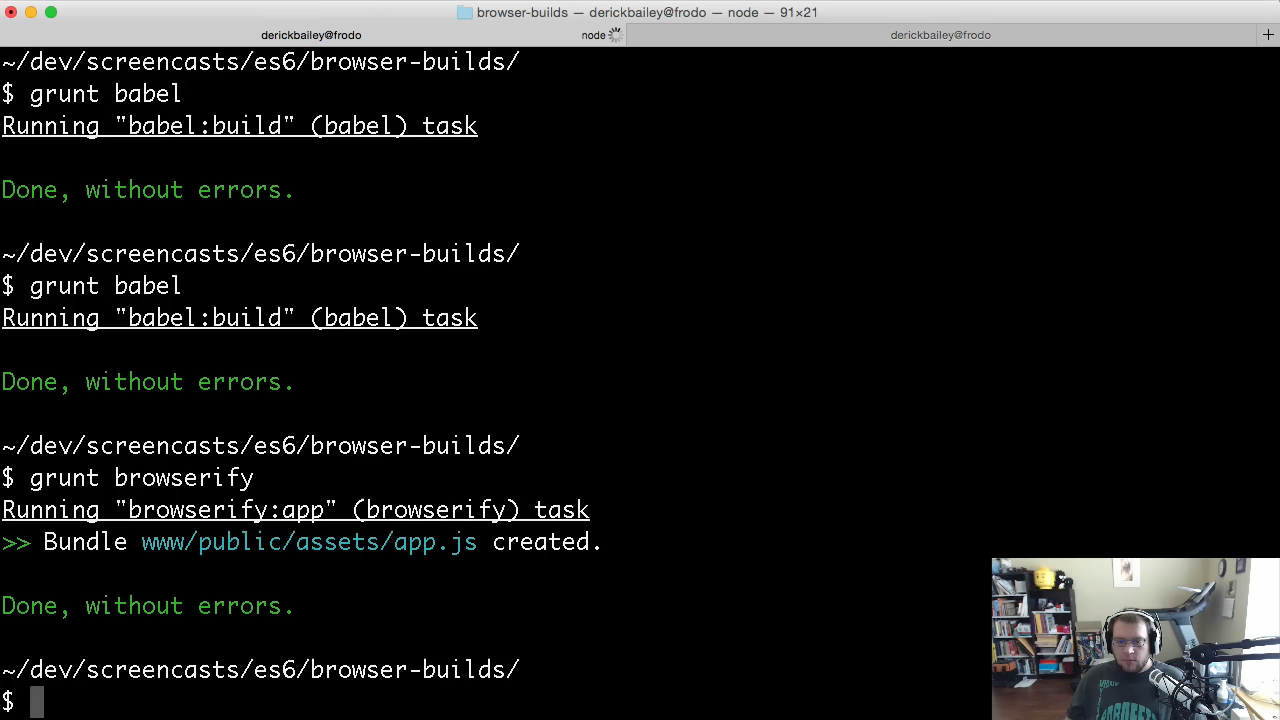 browser-builds — derickbailey@frodo — node — 91×21
derickbailey@frodo node derickbailey@frodo +
~/dev/screencasts/es6/browser-builds/
$ grunt babel
Running "babel:build" (babel) task
Done, without errors.
~/dev/screencasts/es6/browser-builds/
$ grunt babel
Running "babel:build" (babel) task
Done, without errors.
~/dev/screencasts/es6/browser-builds/
$ grunt browserify
Running "browserify:app" (browserify) task
>> Bundle www/public/assets/app.js created.
Done, without errors.
~/dev/screencasts/es6/browser-builds/
$